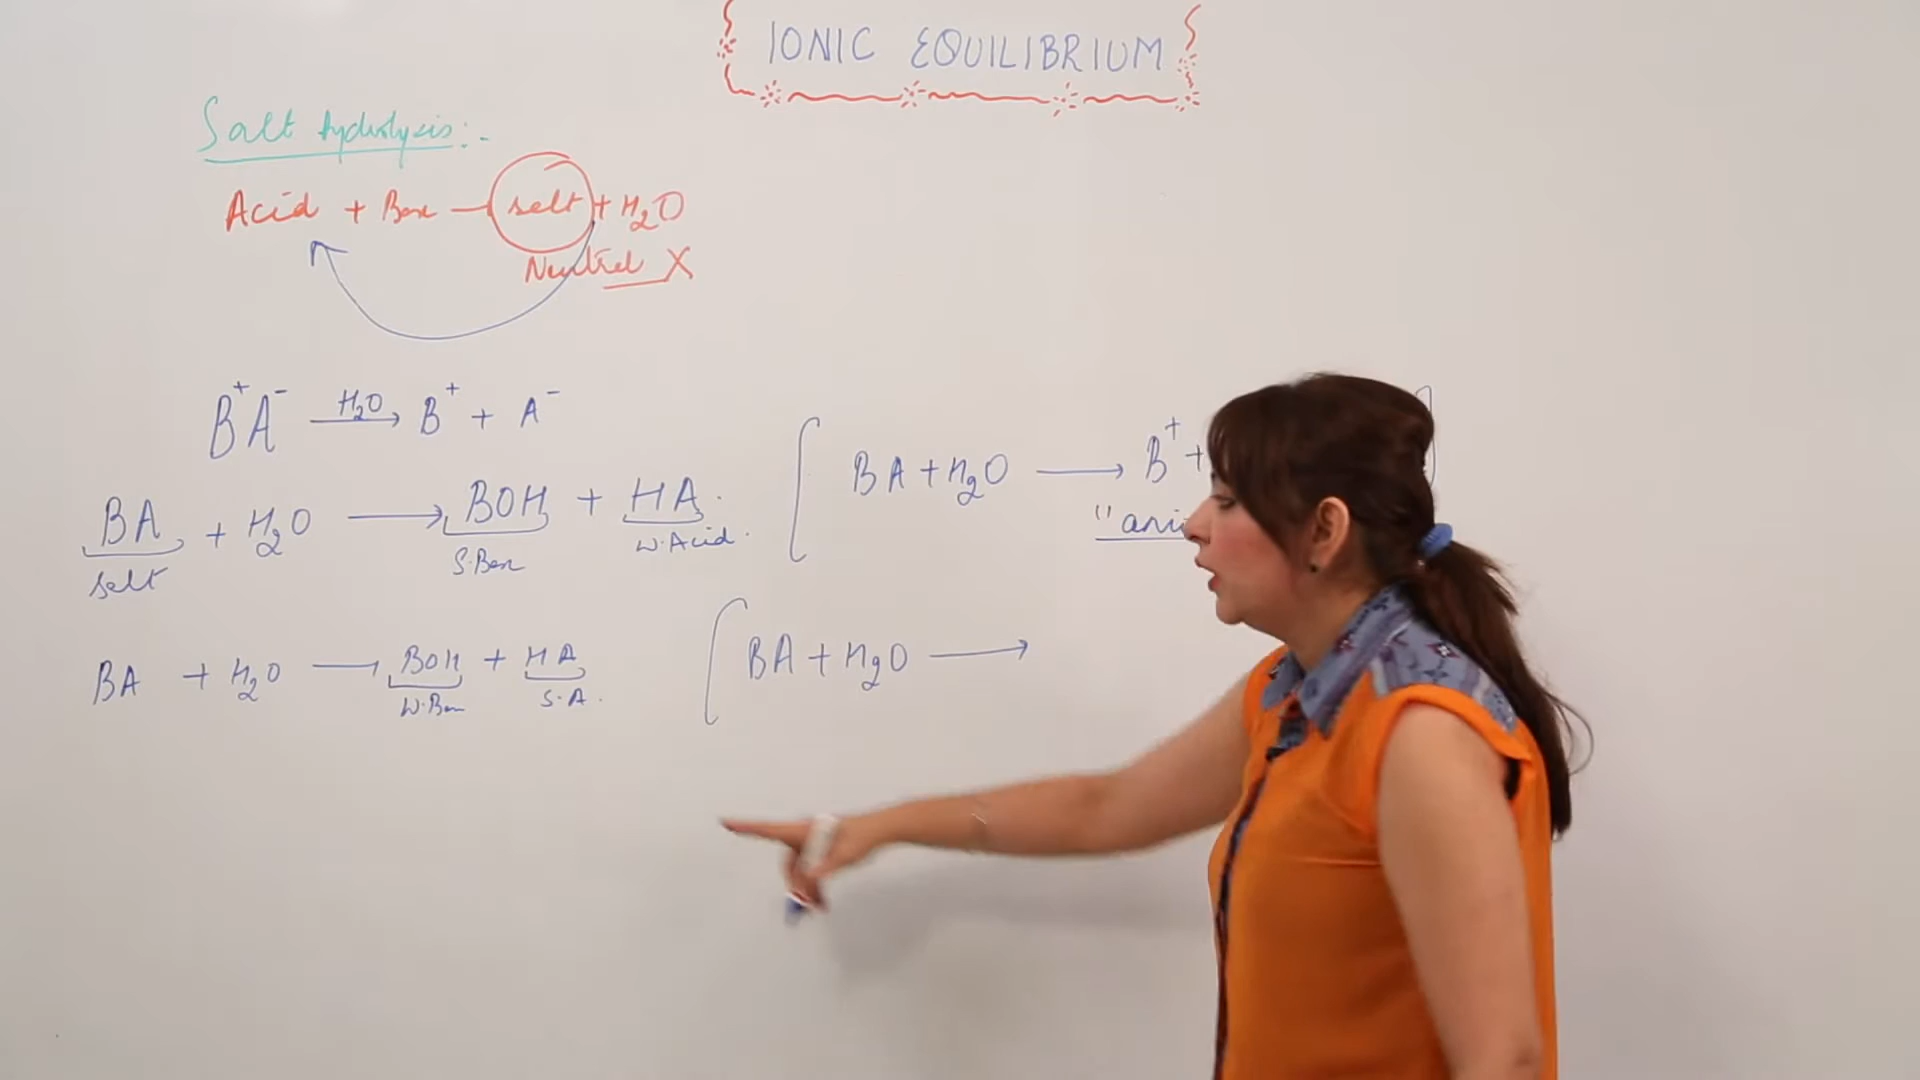 IONIC EQUILIBRIUM
Salt hydrolysis:-
Acid + Base — salt + H₂O
Neutral X
B⁺A⁻ —H₂O→ B⁺ + A⁻
BA + H₂O → BOH + HA.
salt S.Base W.Acid.
BA + H₂O → B⁺ +
"ani
BA + H₂O → BOH + HA
W.Base S.A.
BA + H₂O →